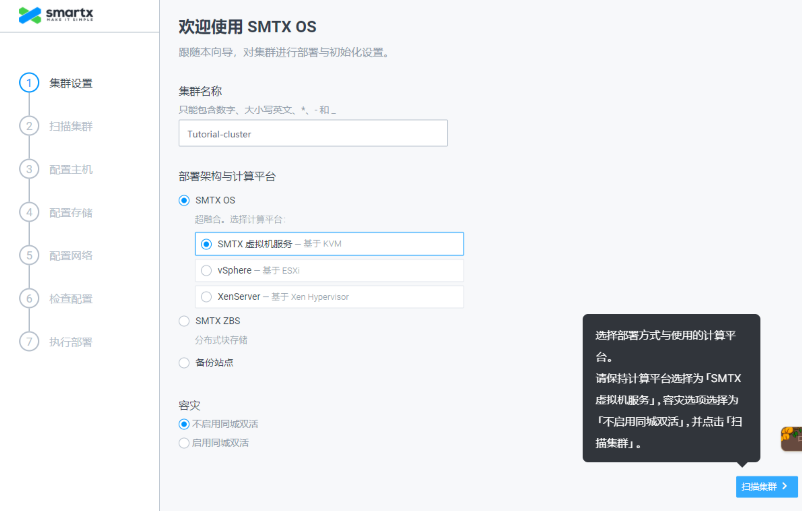 smartx
MAKE IT SIMPLE
1 集群设置
2 扫描集群
3 配置主机
4 配置存储
5 配置网络
6 检查配置
7 执行部署
欢迎使用 SMTX OS
跟随本向导，对集群进行部署与初始化设置。
集群名称
只能包含数字、大小写英文、*、- 和 _
Tutorial-cluster
部署架构与计算平台
SMTX OS
超融合。选择计算平台:
SMTX 虚拟机服务 – 基于 KVM
vSphere – 基于 ESXi
XenServer – 基于 Xen Hypervisor
SMTX ZBS
分布式块存储
备份站点
容灾
不启用同城双活
启用同城双活
选择部署方式与使用的计算平
台。
请保持计算平台选择为「SMTX
虚拟机服务」，容灾选项选择为
「不启用同城双活」，并点击「扫
描集群」。
扫描集群